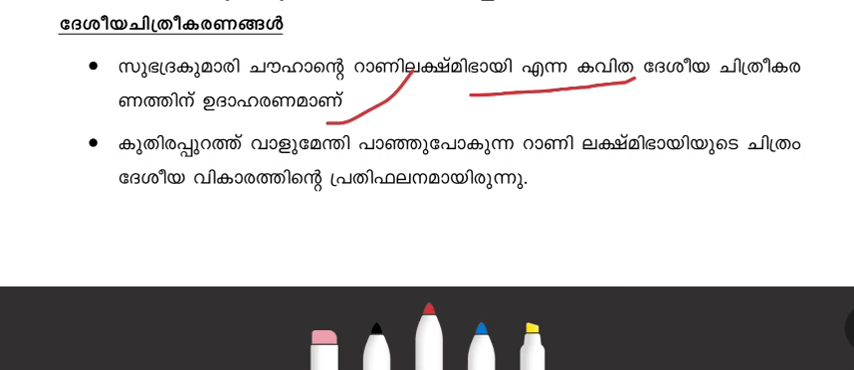 ദേശീയചിത്രീകരണങ്ങൾ
● സുഭദ്രകുമാരി ചൗഹാന്റെ റാണിലക്ഷ്മിഭായി എന്ന കവിത ദേശീയ ചിത്രീകര
ണത്തിന് ഉദാഹരണമാണ്
● കുതിരപ്പുറത്ത് വാളുമേന്തി പാഞ്ഞുപോകുന്ന റാണി ലക്ഷ്മിഭായിയുടെ ചിത്രം
ദേശീയ വികാരത്തിന്റെ പ്രതിഫലനമായിരുന്നു.